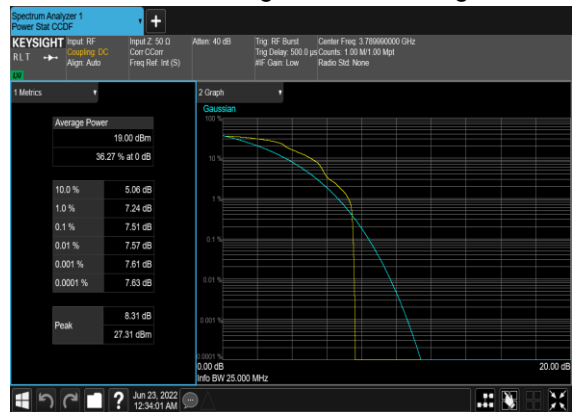 Spectrum Analyzer 1
Power Stat CCDF
KEYSIGHT
RLT
LW
Input: RF
Coupling: DC
Align: Auto
Input Z: 50 Ω
Corr CCorr
Freq Ref: Int (S)
Atten: 40 dB
Trig: RF Burst
Trig Delay: 500.0 µs
#IF Gain: Low
Center Freq: 3.789990000 GHz
Counts: 1.00 M/1.00 Mpt
Radio Std: None
1 Metrics
Average Power
19.00 dBm
36.27 % at 0 dB
10.0 % 5.06 dB
1.0 % 7.24 dB
0.1 % 7.51 dB
0.01 % 7.57 dB
0.001 % 7.61 dB
0.0001 % 7.63 dB
Peak
8.31 dB
27.31 dBm
2 Graph
Gaussian
100 %
10 %
1 %
0.1 %
0.01 %
0.001 %
0.0001 %
0.00 dB 20.00 dB
Info BW 25.000 MHz
?
Jun 23, 2022
12:34:01 AM